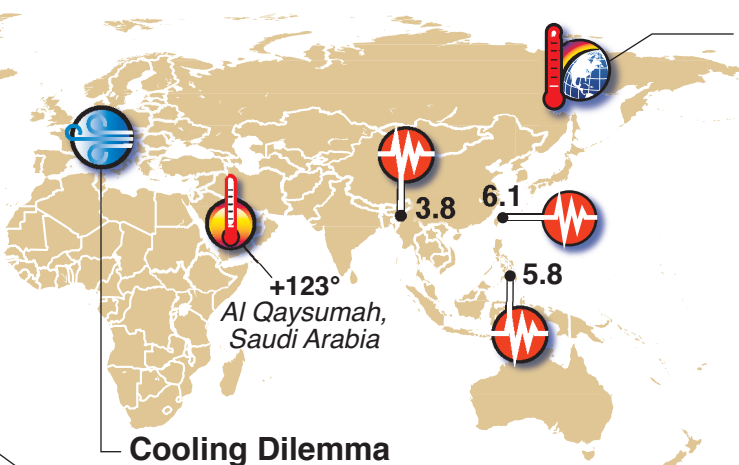 3.8
6.1
5.8
+123°
Al Qaysumah,
Saudi Arabia
Cooling Dilemma